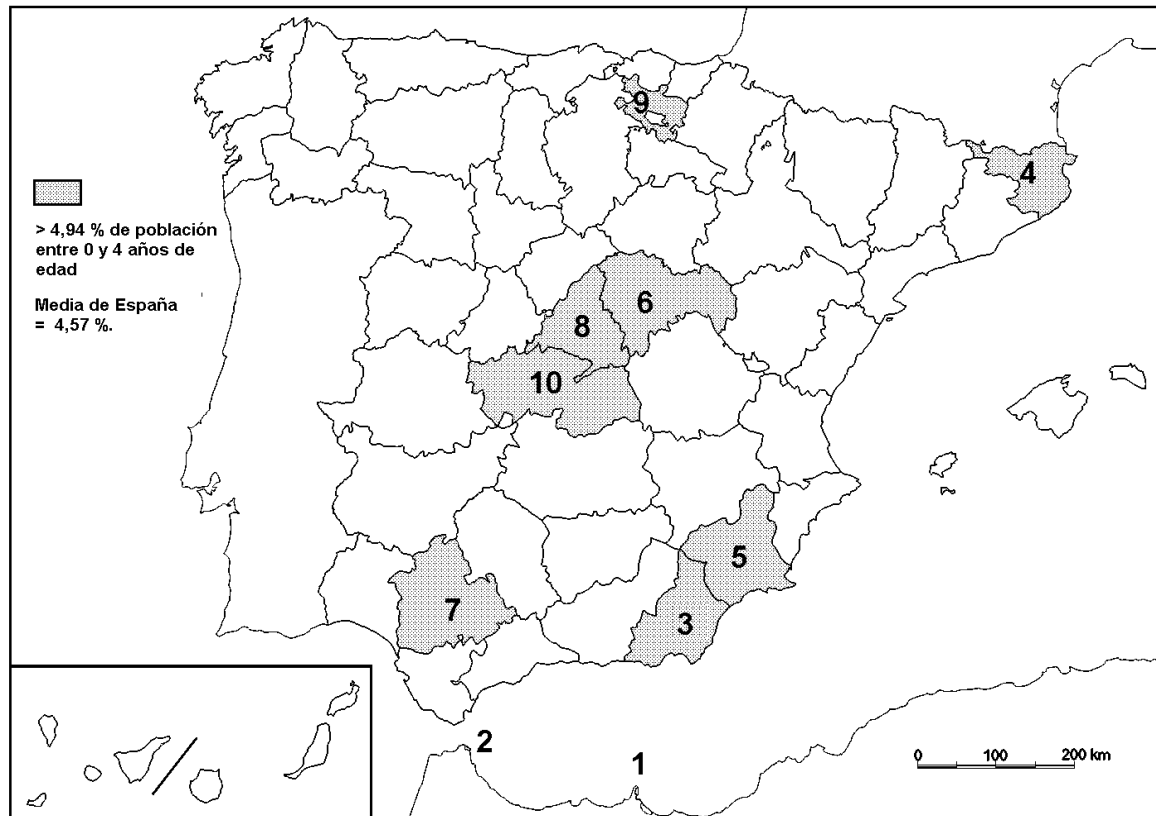 9
4
> 4,94 % de población
entre 0 y 4 años de
edad
Media de España
= 4,57 %.
6
8
10
5
7
3
2
1
0 100 200 km